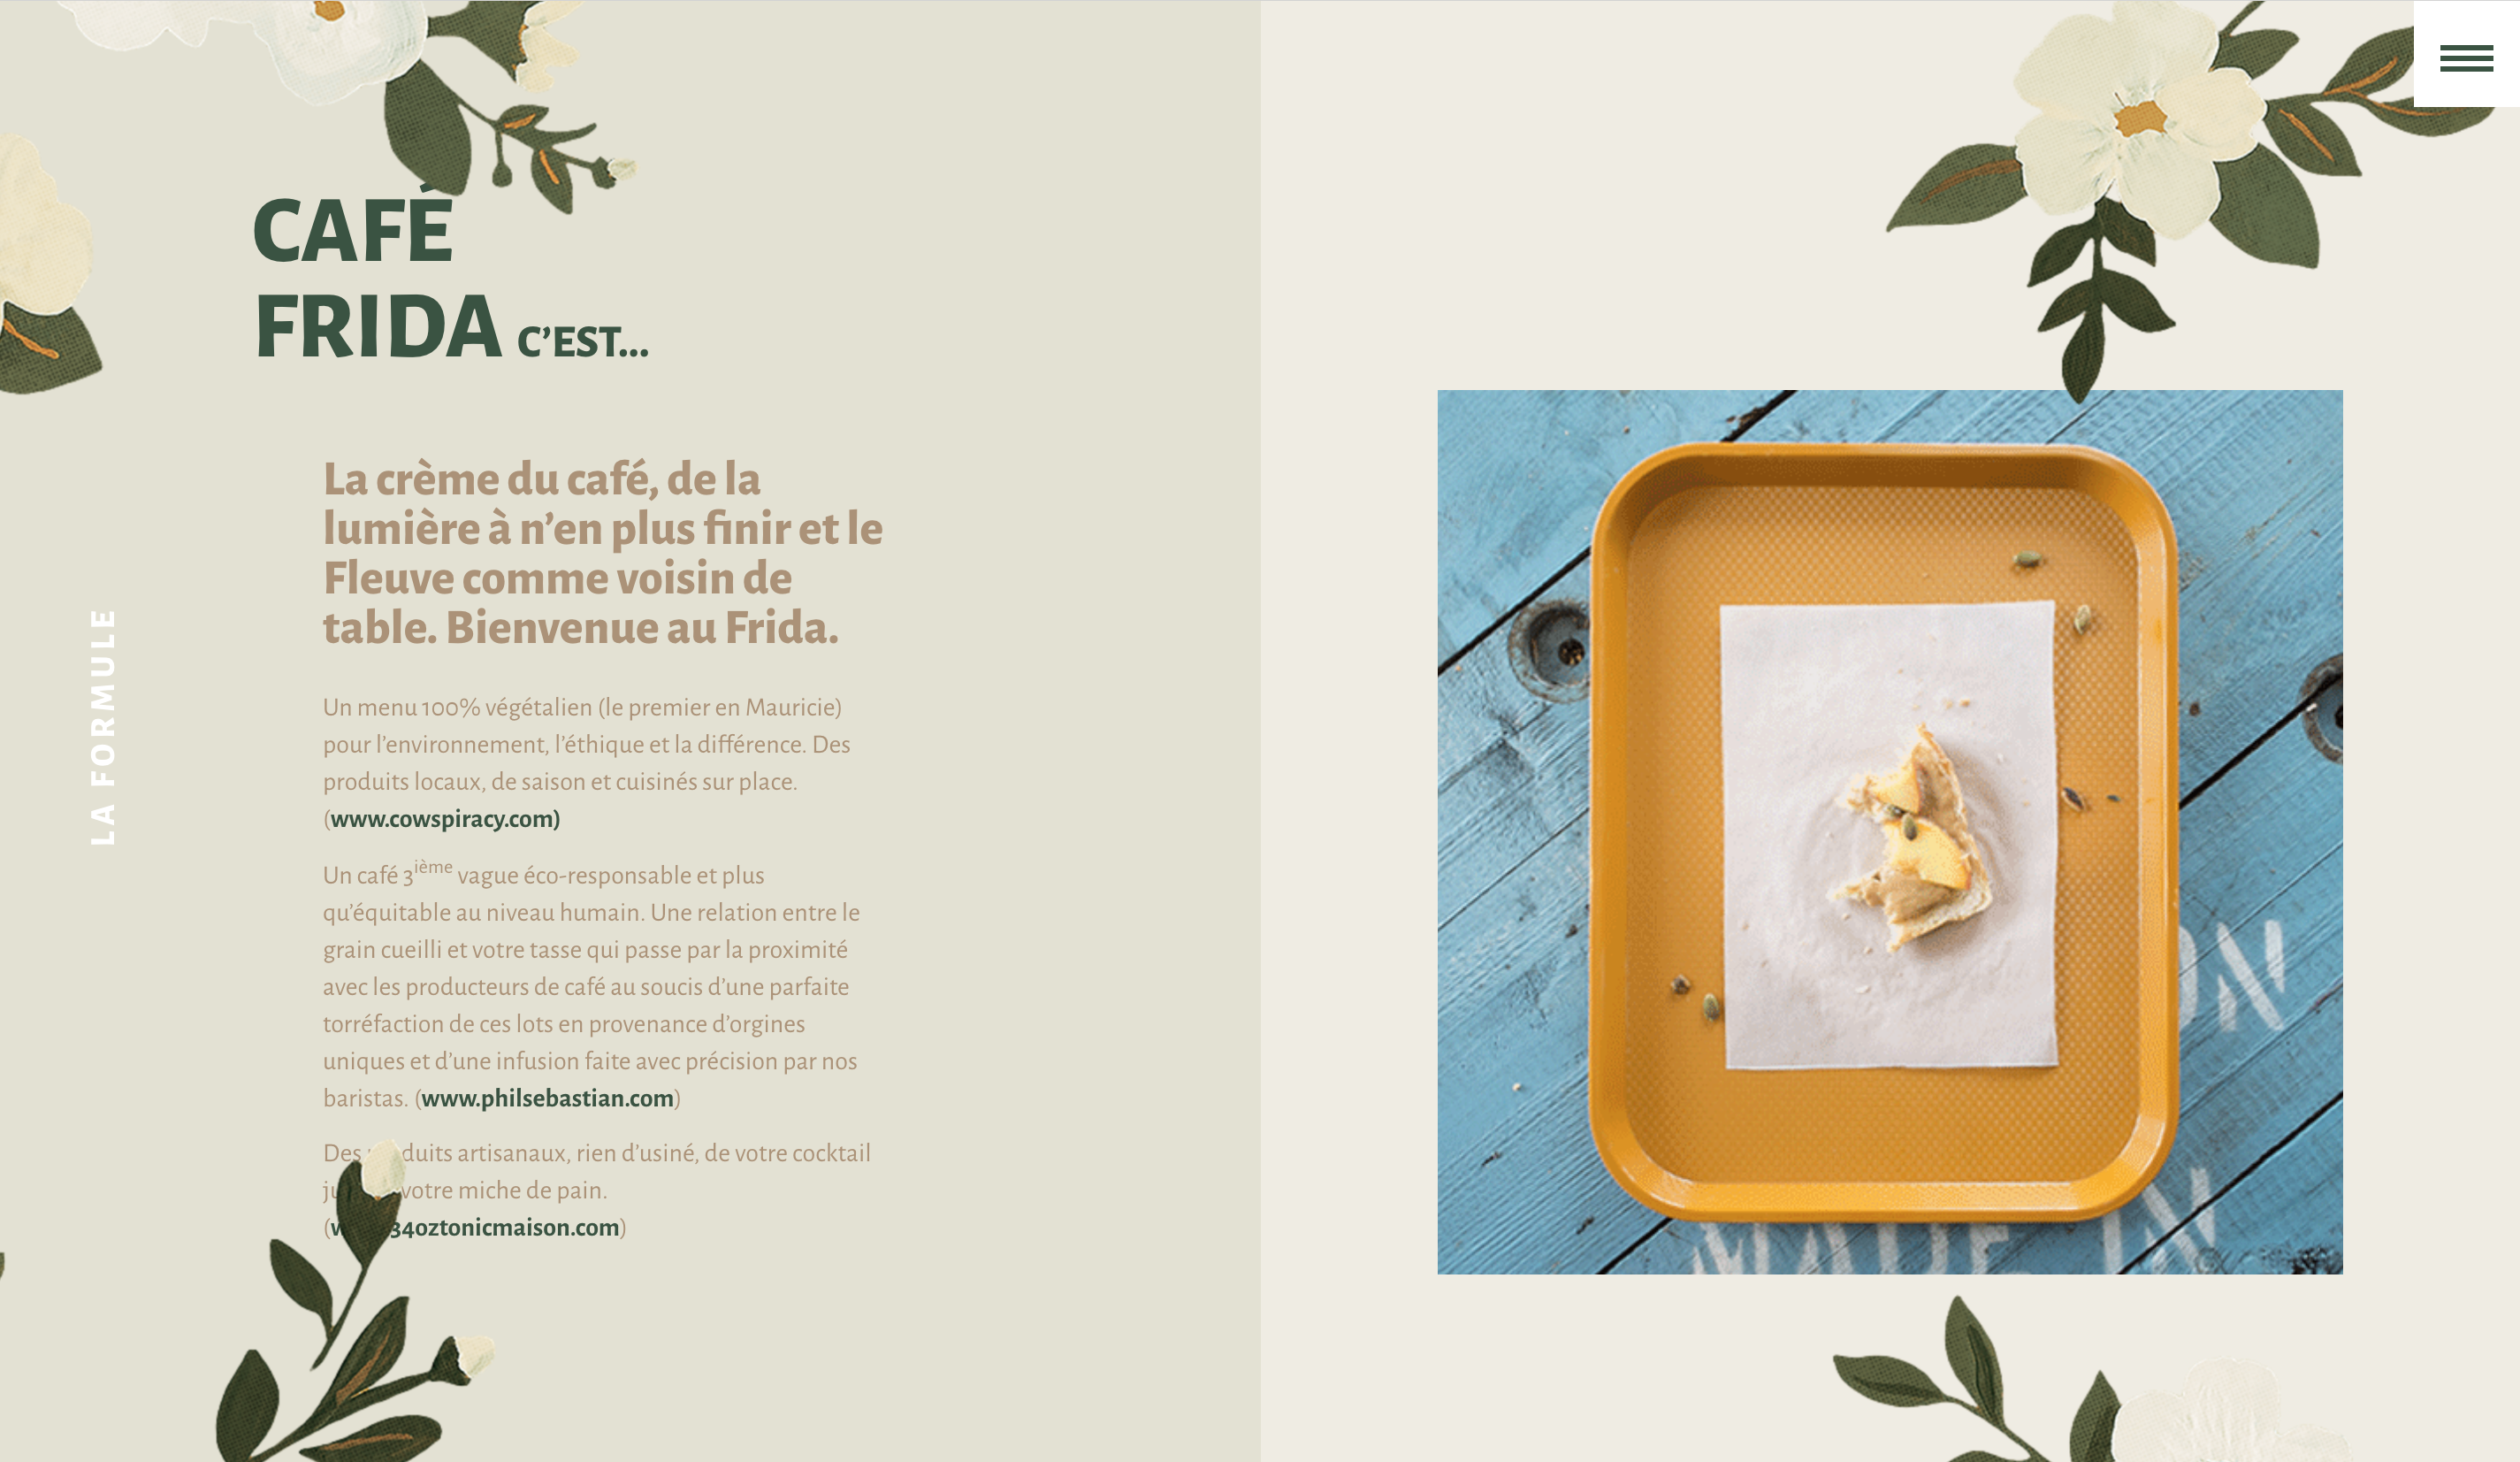 CAFÉ
FRIDA C’EST...
La crème du café, de la
lumière à n’en plus finir et le
Fleuve comme voisin de
table. Bienvenue au Frida.
LA FORMULE
Un menu 100% végétalien (le premier en Mauricie)
pour l’environnement, l’éthique et la différence. Des
produits locaux, de saison et cuisinés sur place.
(www.cowspiracy.com)
Un café 3ième vague éco-responsable et plus
qu’équitable au niveau humain. Une relation entre le
grain cueilli et votre tasse qui passe par la proximité
avec les producteurs de café au soucis d’une parfaite
torréfaction de ces lots en provenance d’orgines
uniques et d’une infusion faite avec précision par nos
baristas. (www.philsebastian.com)
Des duits artisanaux, rien d’usiné, de votre cocktail
votre miche de pain.
(34oztonicmaison.com)
MADE IN